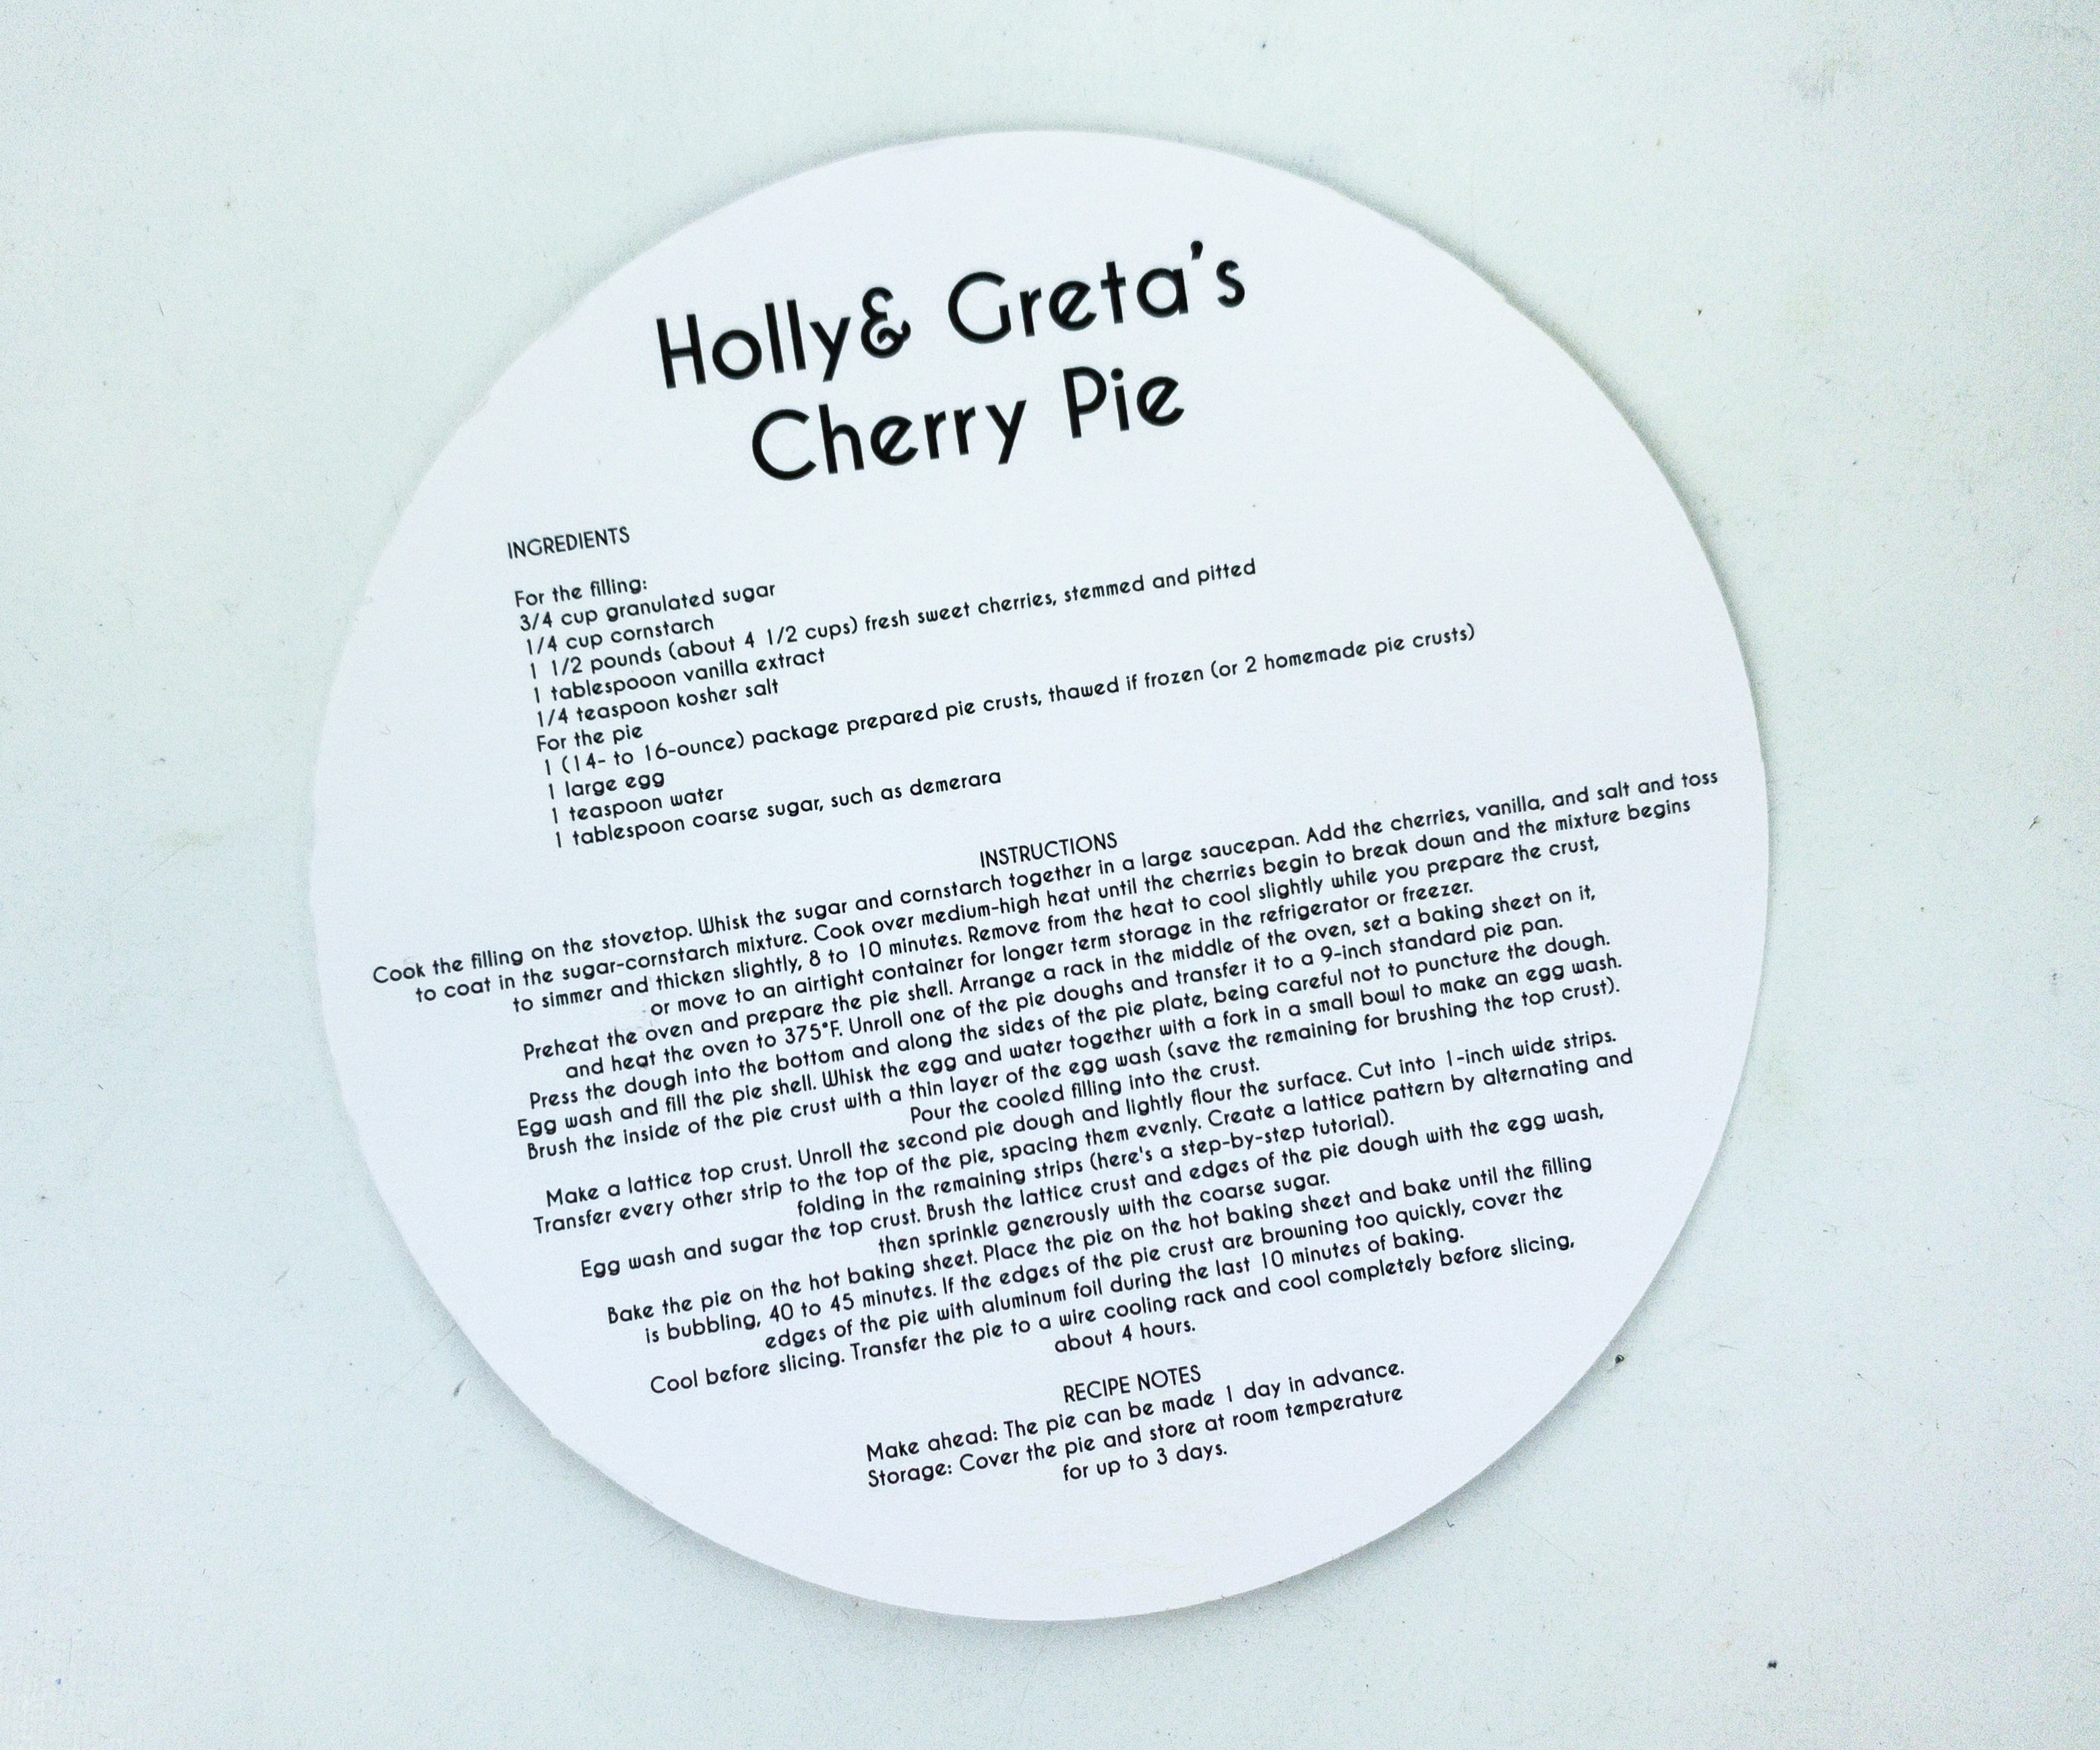 Holly& Greta's
Cherry Pie
INGREDIENTS
For the filling:
3/4 cup granulated sugar
1/4 cup cornstarch
1 1/2 pounds (about 4 1/2 cups) fresh sweet cherries, stemmed and pitted
1 tablespooon vanilla extract
1/4 teaspoon kosher salt
For the pie
1 (14- to 16-ounce) package prepared pie crusts, thawed if frozen (or 2 homemade pie crusts)
1 large egg
1 teaspoon water
1 tablespoon coarse sugar, such as demerara
INSTRUCTIONS
Cook the filling on the stovetop. Whisk the sugar and cornstarch together in a large saucepan. Add the cherries, vanilla, and salt and toss
to coat in the sugar-cornstarch mixture. Cook over medium-high heat until the cherries begin to break down and the mixture begins
to simmer and thicken slightly, 8 to 10 minutes. Remove from the heat to cool slightly while you prepare the crust,
or move to an airtight container for longer term storage in the refrigerator or freezer.
Preheat the oven and prepare the pie shell. Arrange a rack in the middle of the oven, set a baking sheet on it,
and heat the oven to 375°F. Unroll one of the pie doughs and transfer it to a 9-inch standard pie pan.
Press the dough into the bottom and along the sides of the pie plate, being careful not to puncture the dough.
Egg wash and fill the pie shell. Whisk the egg and water together with a fork in a small bowl to make an egg wash.
Brush the inside of the pie crust with a thin layer of the egg wash (save the remaining for brushing the top crust).
Pour the cooled filling into the crust.
Make a lattice top crust. Unroll the second pie dough and lightly flour the surface. Cut into 1-inch wide strips.
Transfer every other strip to the top of the pie, spacing them evenly. Create a lattice pattern by alternating and
folding in the remaining strips (here's a step-by-step tutorial).
Egg wash and sugar the top crust. Brush the lattice crust and edges of the pie dough with the egg wash,
then sprinkle generously with the coarse sugar.
Bake the pie on the hot baking sheet. Place the pie on the hot baking sheet and bake until the filling
is bubbling, 40 to 45 minutes. If the edges of the pie crust are browning too quickly, cover the
edges of the pie with aluminum foil during the last 10 minutes of baking.
Cool before slicing. Transfer the pie to a wire cooling rack and cool completely before slicing,
about 4 hours.
RECIPE NOTES
Make ahead: The pie can be made 1 day in advance.
Storage: Cover the pie and store at room temperature
for up to 3 days.